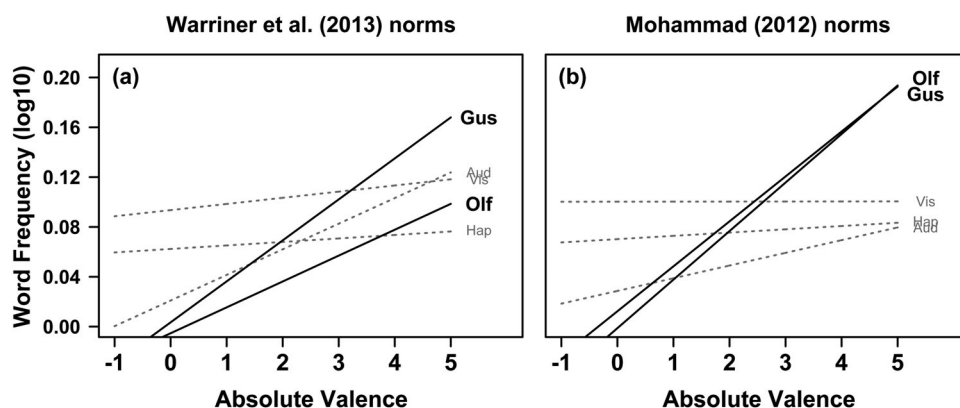 Warriner et al. (2013) norms
Mohammad (2012) norms
Word Frequency (log10)
0.20
0.16
0.12
0.08
0.04
0.00
(a)
Gus
Aud
Vis
Olf
Hap
-1 0 1 2 3 4 5
Absolute Valence
(b)
Olf
Gus
Vis
Hap
Aud
-1 0 1 2 3 4 5
Absolute Valence